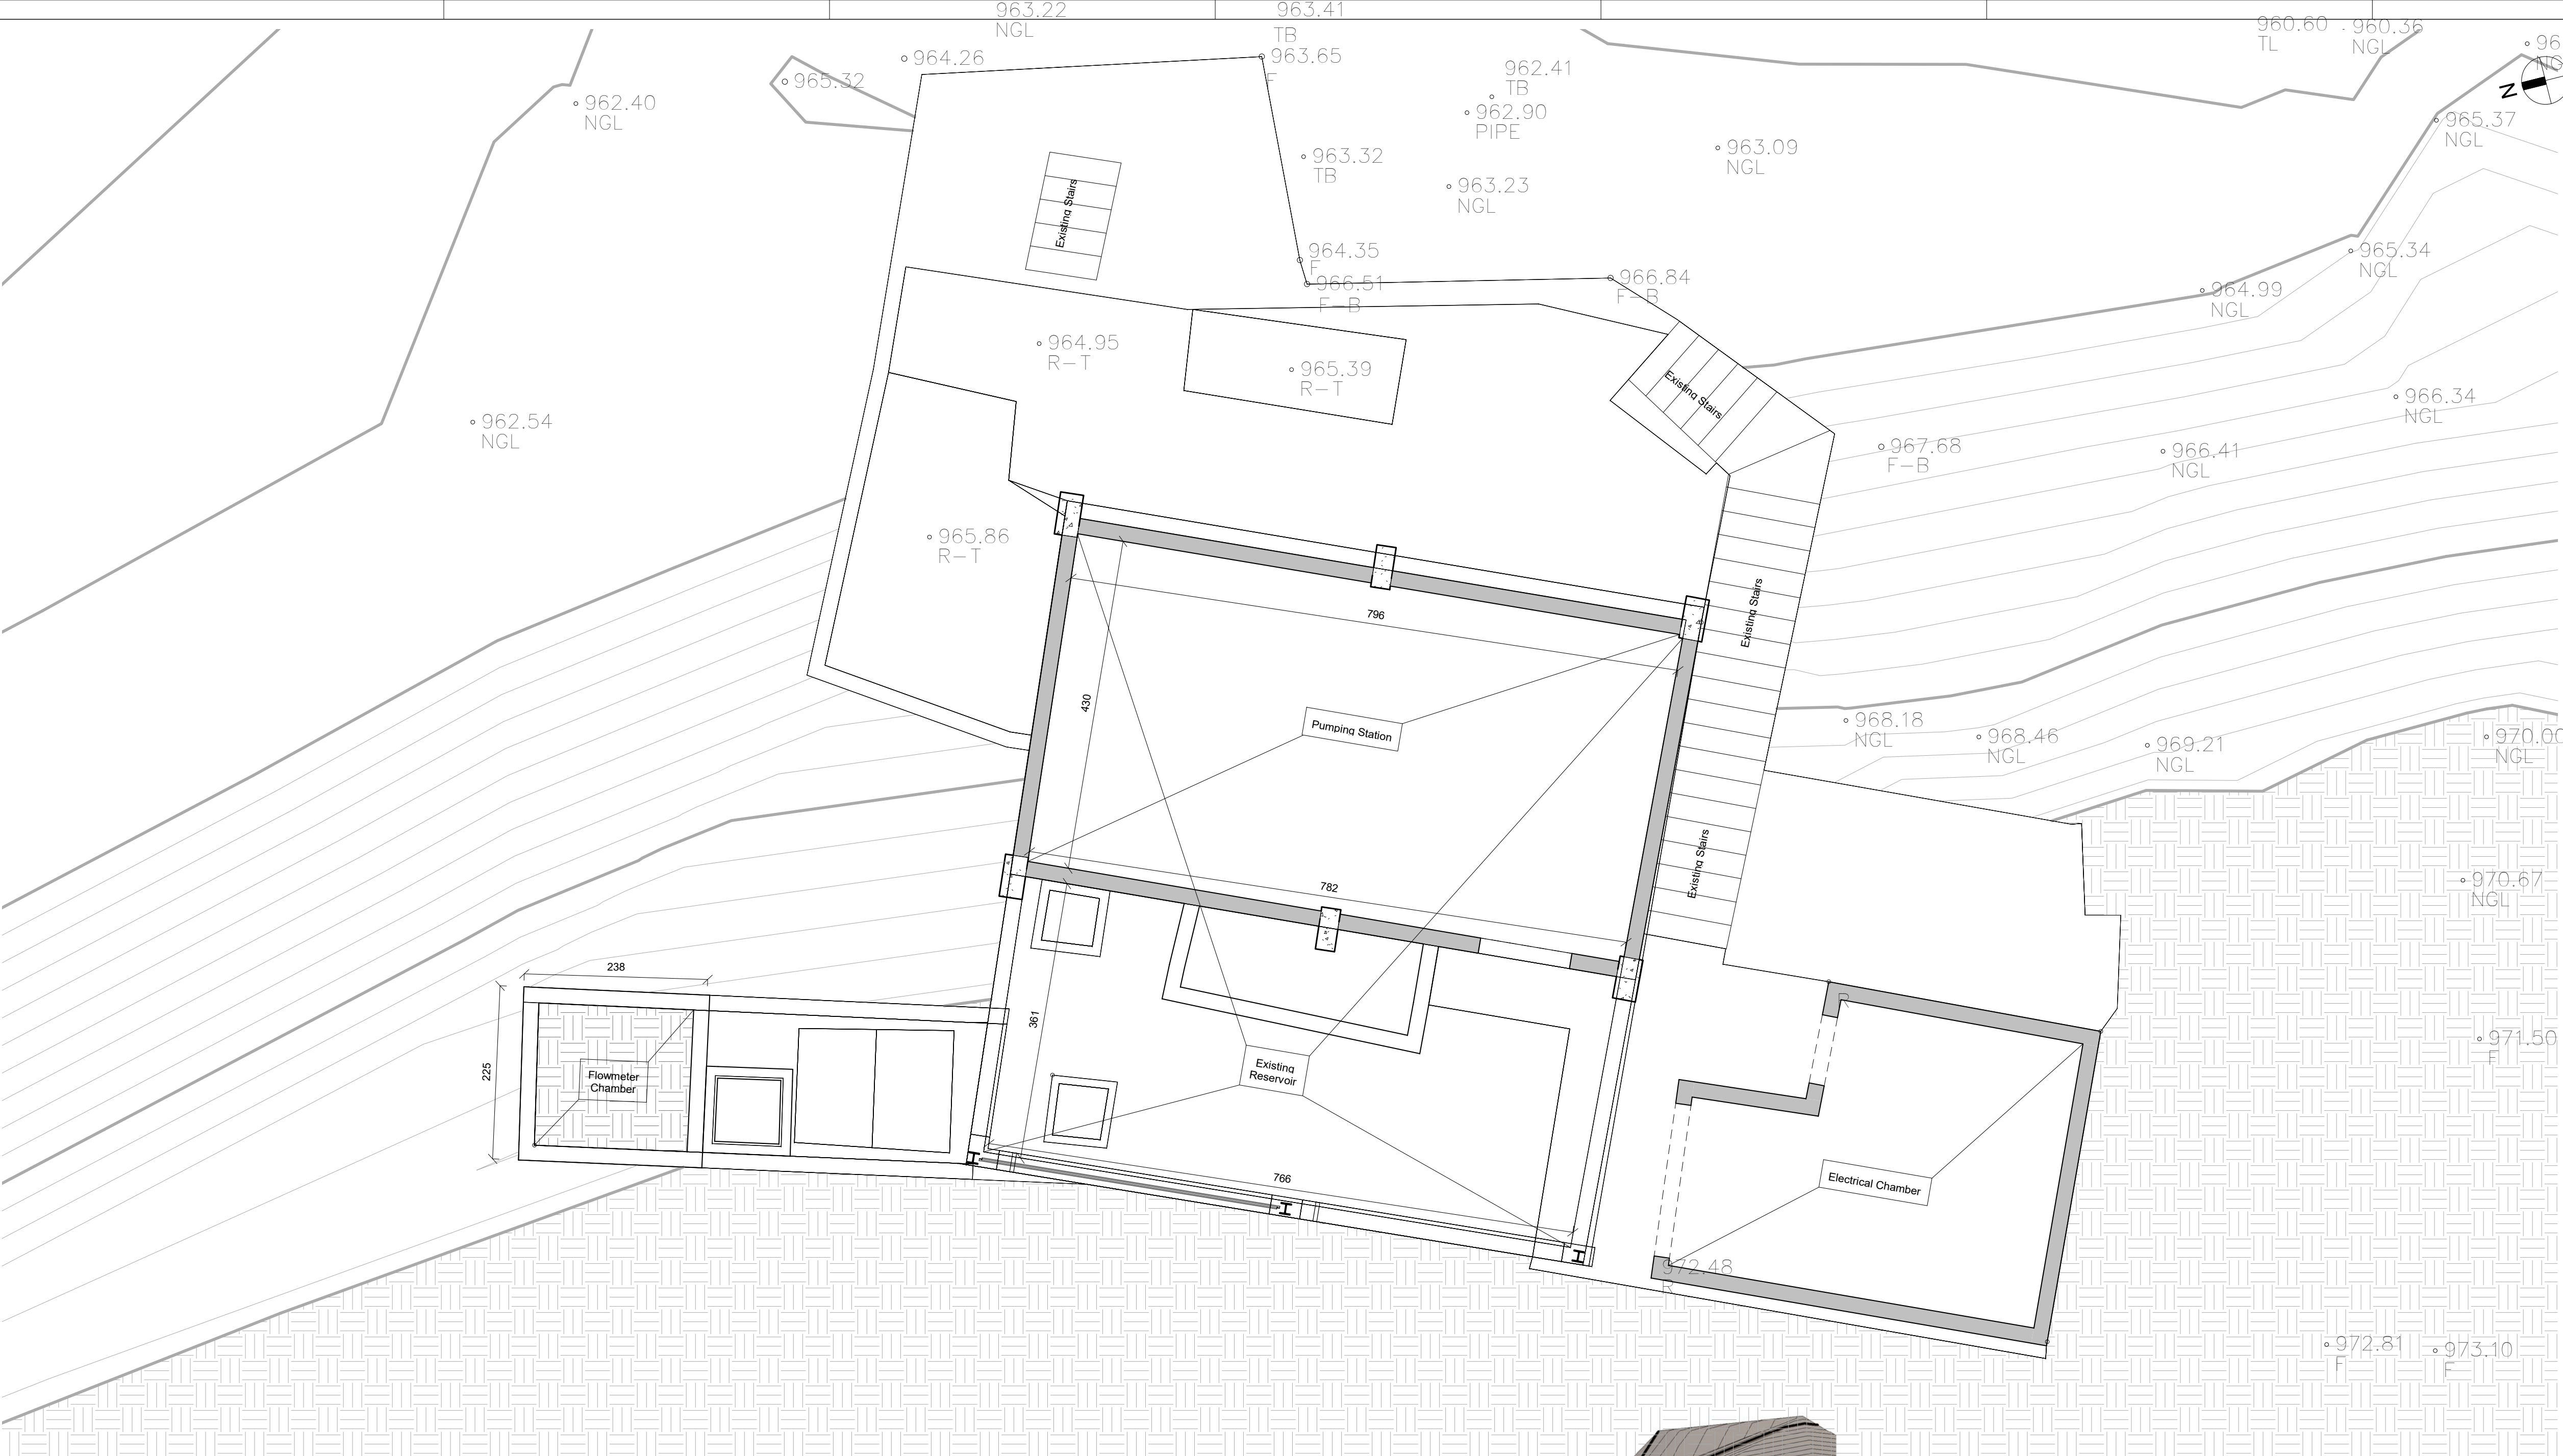 963.22
NGL
963.41
TB
960.60
TL
960.36
NGL
964.26
963.65
F
965.32
962.41
TB
962.90
PIPE
962.40
NGL
N
965.37
NGL
963.32
TB
963.09
NGL
963.23
NGL
Existing Stairs
964.35
F
966.51
F-B
966.84
F-B
965.34
NGL
964.99
NGL
964.95
R-T
965.39
R-T
Existing Stairs
966.34
NGL
962.54
NGL
967.68
F-B
966.41
NGL
965.86
R-T
796
Existing Stairs
430
Pumping Station
968.18
NGL
968.46
NGL
969.21
NGL
970.00
NGL
Existing Stairs
782
970.67
NGL
238
361
225
Flowmeter
Chamber
Existing
Reservoir
971.50
F
766
Electrical Chamber
972.48
R
972.81
F
973.10
F